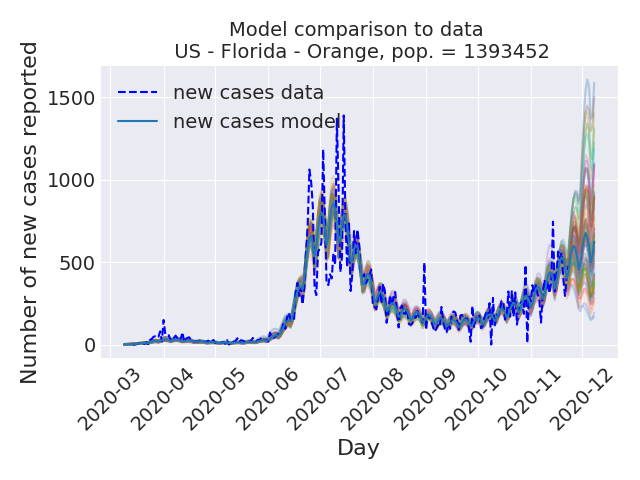 Model comparison to data
US - Florida - Orange, pop. = 1393452
Number of new cases reported
1500
1000
500
0
new cases data
new cases model
2020-03
2020-04
2020-05
2020-06
2020-07
2020-08
2020-09
2020-10
2020-11
2020-12
Day